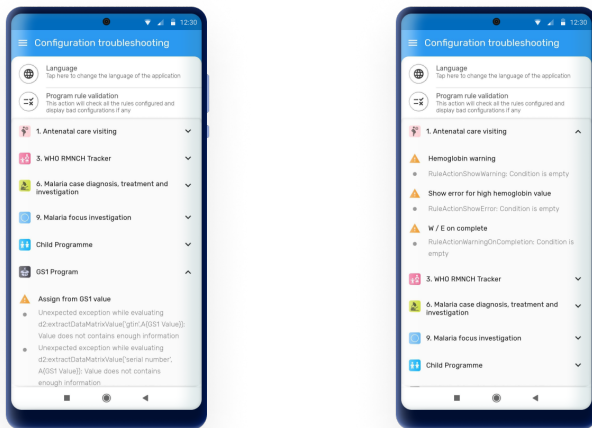 12:30
Configuration troubleshooting
Language
Tap here to change the language of the application
Program rule validation
This action will check all the rules configured and
display bad configurations if any
1. Antenatal care visiting
3. WHO RMNCH Tracker
6. Malaria case diagnosis, treatment and
investigation
9. Malaria focus investigation
Child Programme
GS1 Program
Assign from GS1 value
Unexpected exception while evaluating
d2:extractDataMatrixValue('gtin',A{GS1 Value}):
Value does not contains enough information
Unexpected exception while evaluating
d2:extractDataMatrixValue('serial number',
A{GS1 Value}): Value does not contains
enough information
12:30
Configuration troubleshooting
Language
Tap here to change the language of the application
Program rule validation
This action will check all the rules configured and
display bad configurations if any
1. Antenatal care visiting
Hemoglobin warning
RuleActionShowWarning: Condition is empty
Show error for high hemoglobin value
RuleActionShowError: Condition is empty
W / E on complete
RuleActionWarningOnCompletion: Condition is
empty
3. WHO RMNCH Tracker
6. Malaria case diagnosis, treatment and
investigation
9. Malaria focus investigation
Child Programme